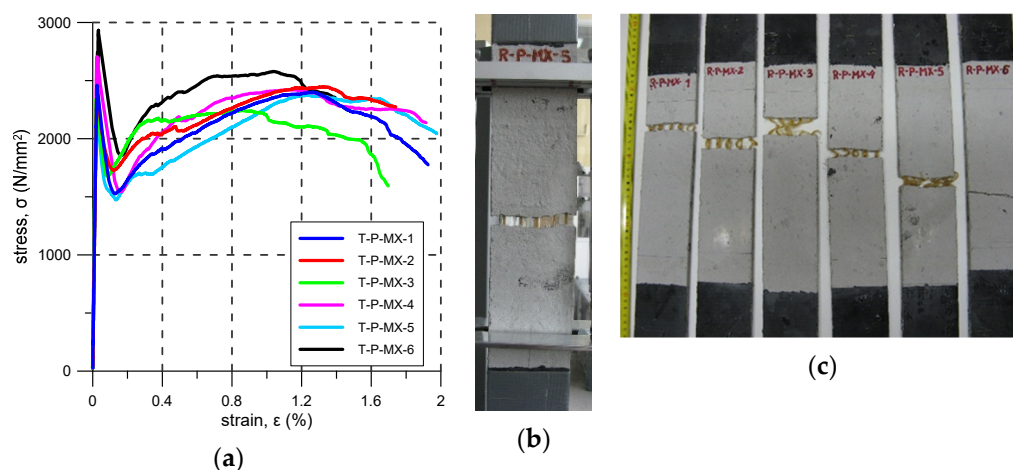 3000
2000
1000
0
stress, σ (N/mm²)
0
0.4
0.8
1.2
1.6
2
strain, ε (%)
T-P-MX-1
T-P-MX-2
T-P-MX-3
T-P-MX-4
T-P-MX-5
T-P-MX-6
(a)
R-P-MX-5
(b)
R-P-MX-1
R-P-MX-2
R-P-MX-3
R-P-MX-4
R-P-MX-5
R-P-MX-6
(c)